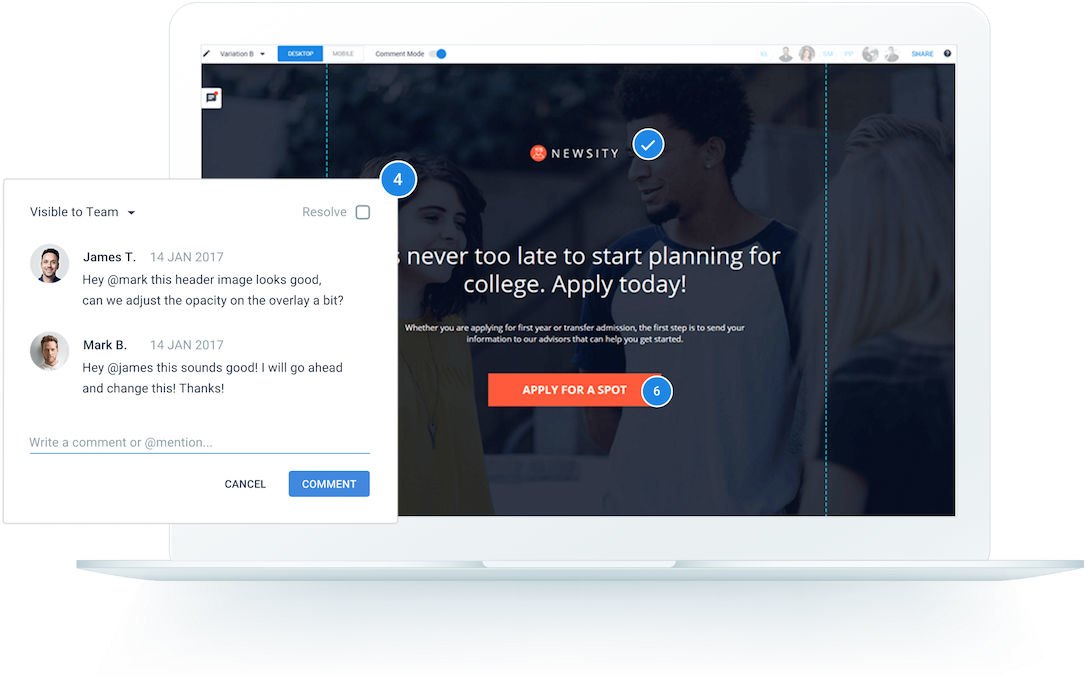 Variation B
DESKTOP
MOBILE
Comment Mode
SHARE
NEWSITY
4
Visible to Team
Resolve
James T. 14 JAN 2017
Hey @mark this header image looks good,
can we adjust the opacity on the overlay a bit?
Mark B. 14 JAN 2017
Hey @james this sounds good! I will go ahead
and change this! Thanks!
Write a comment or @mention...
CANCEL
COMMENT
s never too late to start planning for
college. Apply today!
Whether you are applying for first year or transfer admission, the first step is to send your
information to our advisors that can help you get started.
APPLY FOR A SPOT
6